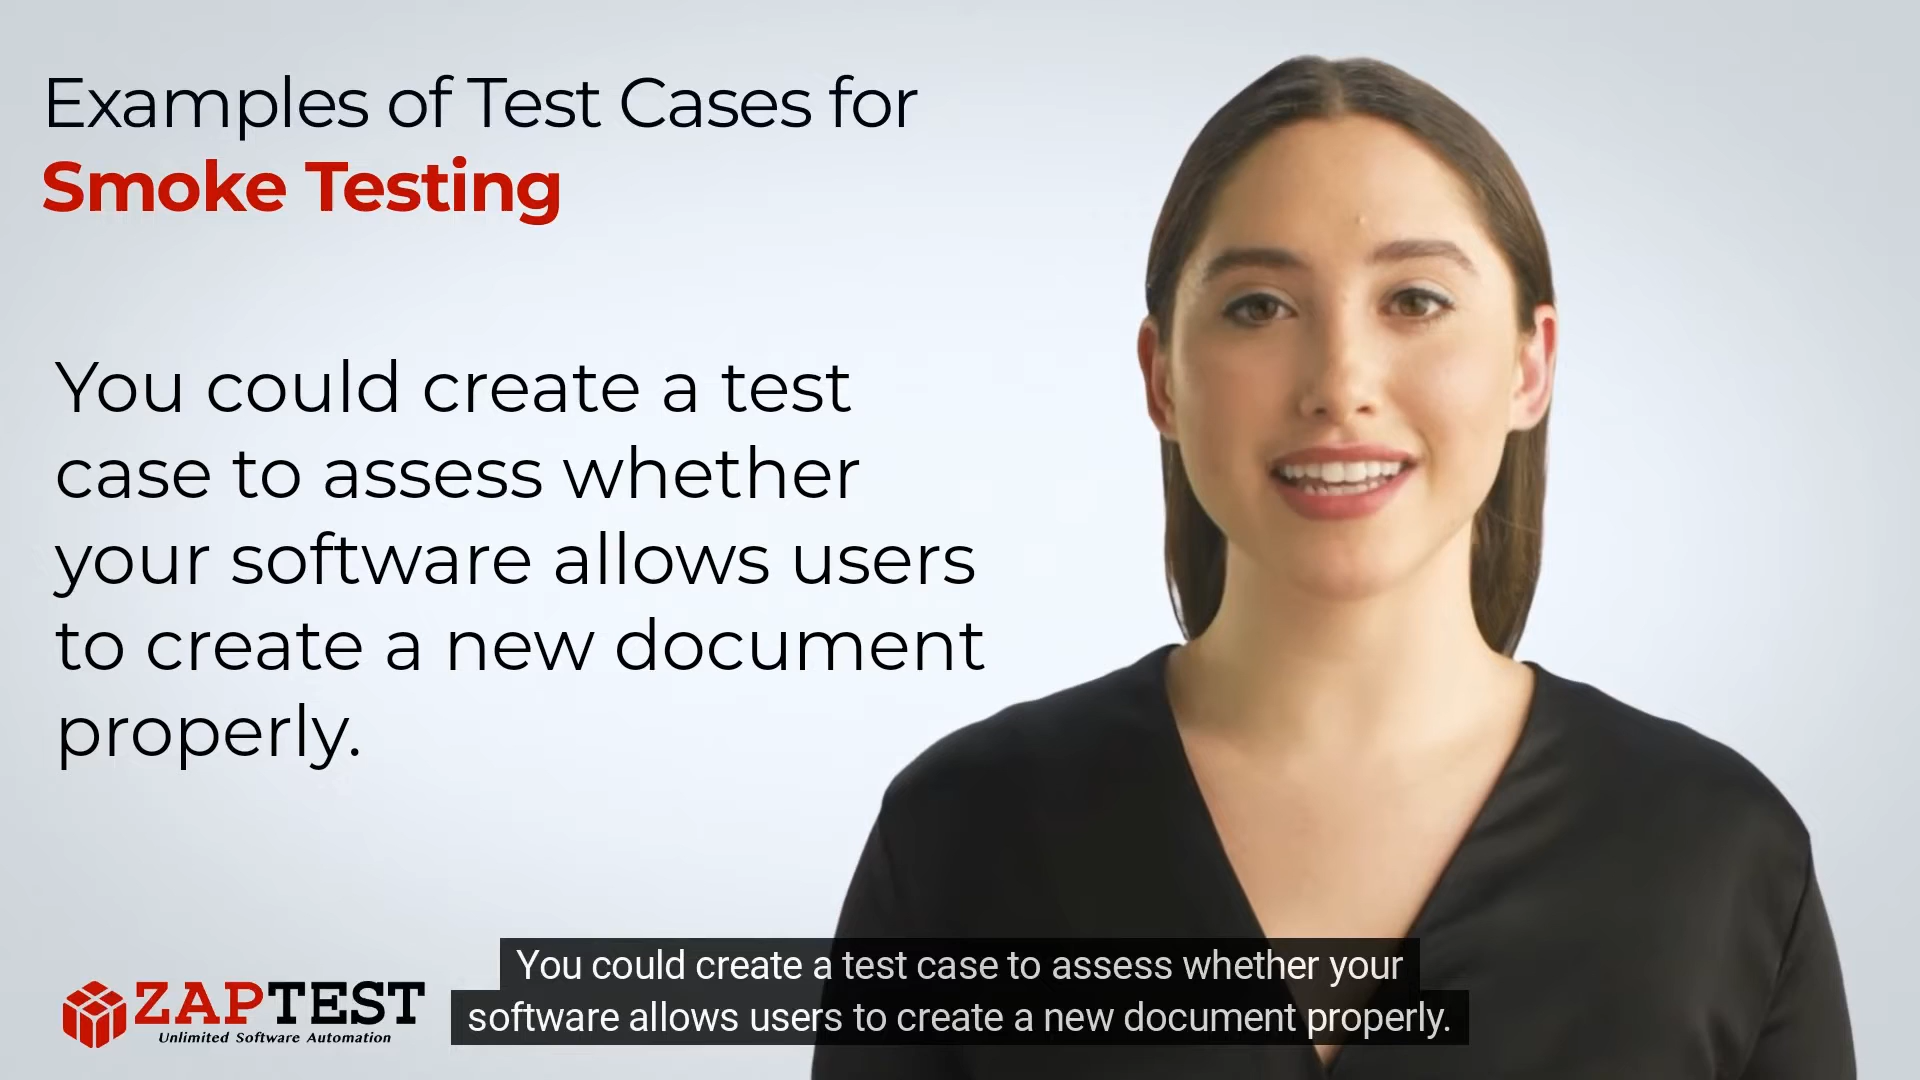 Examples of Test Cases for
Smoke Testing
You could create a test
case to assess whether
your software allows users
to create a new document
properly.
ZAPTEST
Unlimited Software Automation
You could create a test case to assess whether your
software allows users to create a new document properly.